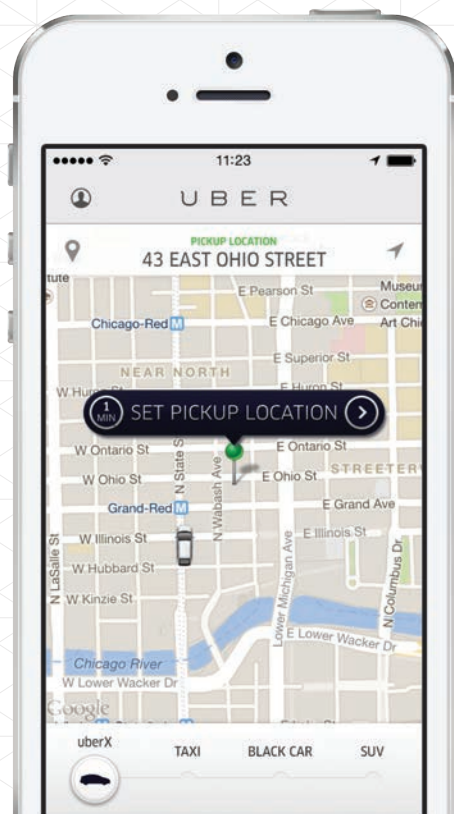 11:23
UBER
PICKUP LOCATION
43 EAST OHIO STREET
tute
E Pearson St
Museu
Contem
Art Chi
Chicago-Red M
E Chicago Ave
E Superior St
NEAR NORTH
W Huron St
E Huron St
1 MIN SET PICKUP LOCATION
W Ontario St
E Ontario St
N State S
N Wabash Ave
STREETER
W Ohio St
E Ohio St
Grand-Red M
E Grand Ave
W Illinois St
E Illinois St
N LaSalle St
W Hubbard St
Lower Michigan Ave
N Columbus Dr
W Kinzie St
E Lower Wacker Dr
Chicago River
W Lower Wacker Dr
Google
uberX
TAXI
BLACK CAR
SUV